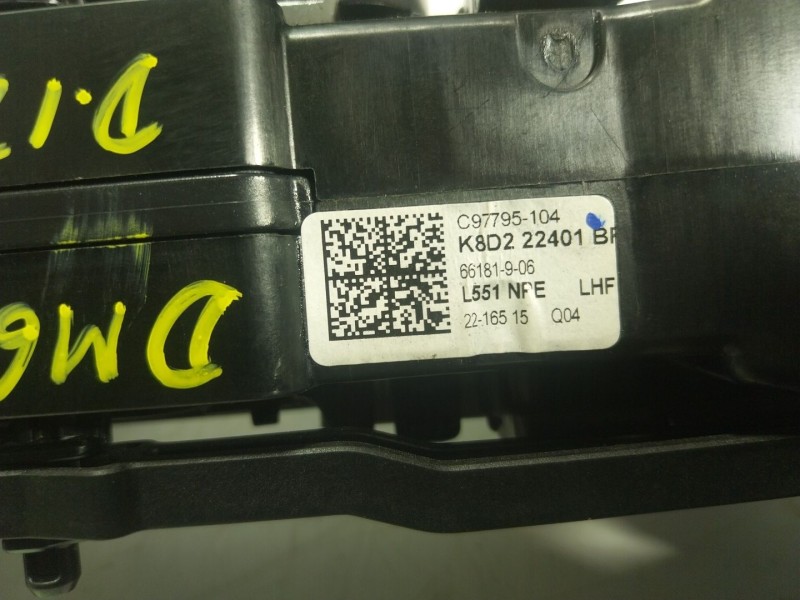 C97795-104
K8D2 22401 B
66181-9-06
L551 NPE LHF
22-165 15 Q04